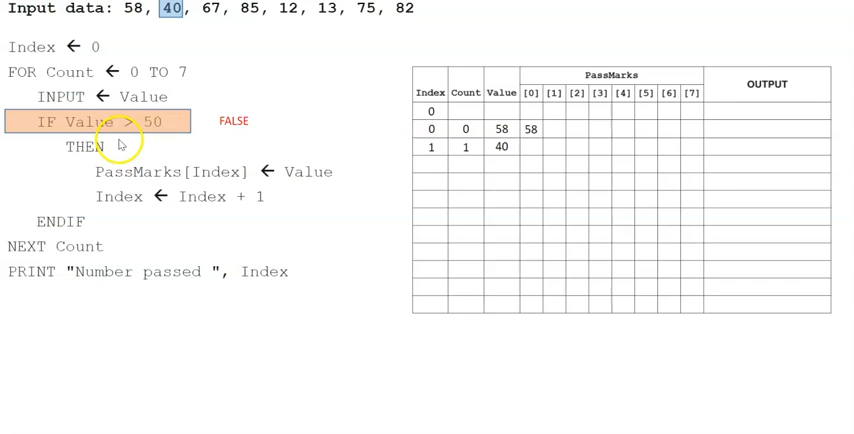 Input data: 58, 40, 67, 85, 12, 13, 75, 82
Index ← 0
FOR Count ← 0 TO 7
INPUT ← Value
IF Value > 50 FALSE
THEN
PassMarks[Index] ← Value
Index ← Index + 1
ENDIF
NEXT Count
PRINT "Number passed ", Index
PassMarks
Index Count Value [0] [1] [2] [3] [4] [5] [6] [7] OUTPUT
0
0 0 58 58
1 1 40